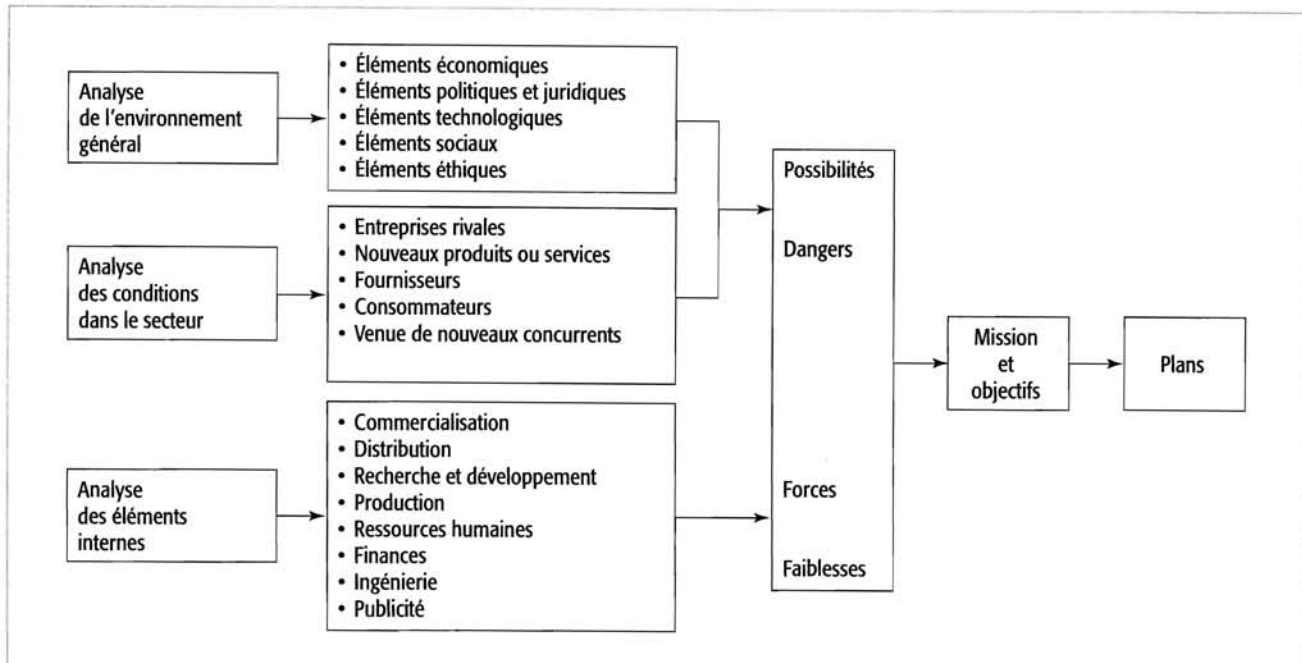 Analyse
de l'environnement
général
• Éléments économiques
• Éléments politiques et juridiques
• Éléments technologiques
• Éléments sociaux
• Éléments éthiques
Analyse
des conditions
dans le secteur
• Entreprises rivales
• Nouveaux produits ou services
• Fournisseurs
• Consommateurs
• Venue de nouveaux concurrents
Analyse
des éléments
internes
• Commercialisation
• Distribution
• Recherche et développement
• Production
• Ressources humaines
• Finances
• Ingénierie
• Publicité
Possibilités
Dangers
Forces
Faiblesses
Mission
et
objectifs
Plans